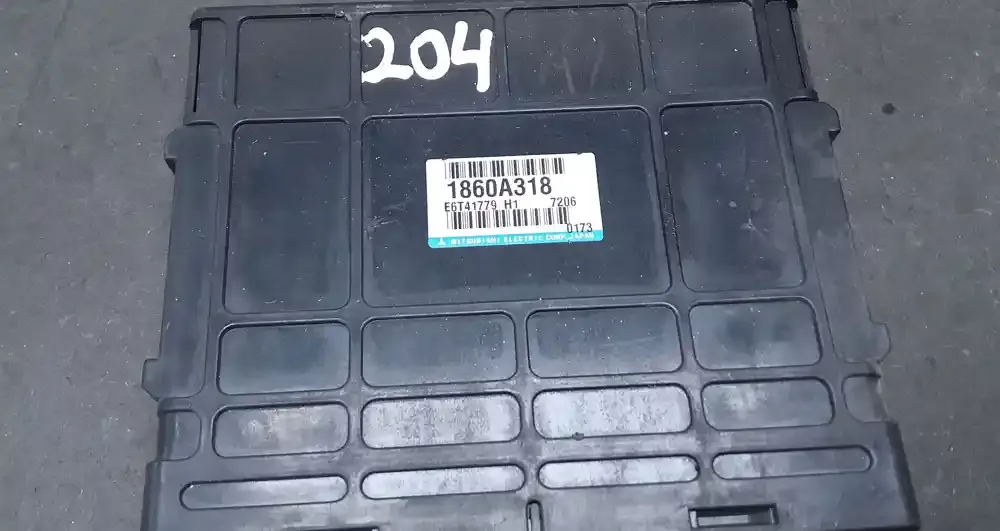 204
1860A318
E6T41779 H1 7206
0173
MITSUBISHI ELECTRIC CORP. JAPAN